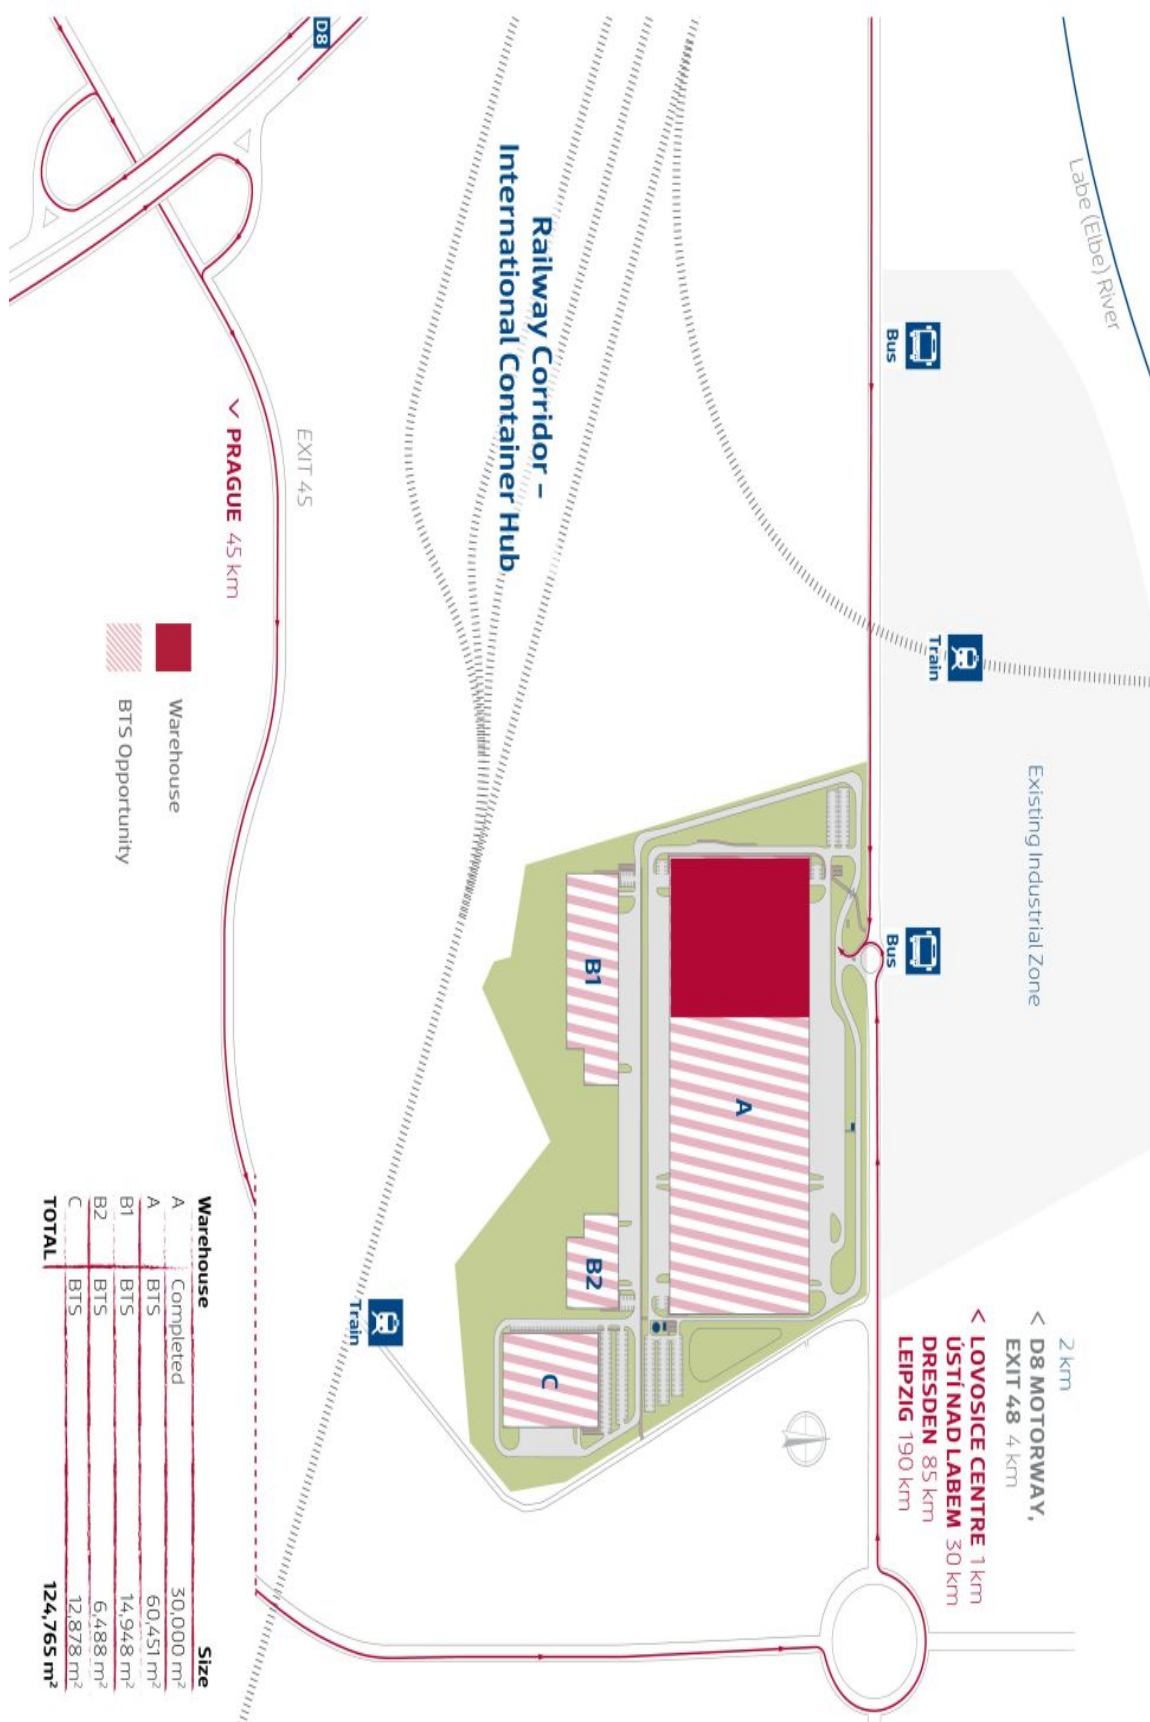 2 km
< D8 MOTORWAY,
EXIT 48 4 km
< LOVOSICE CENTRE 1 km
ÚSTÍ NAD LABEM 30 km
DRESDEN 85 km
LEIPZIG 190 km
Labe (Elbe) River
Existing Industrial Zone
Bus
Train
Bus
A
B1
B2
C
Train
Railway Corridor –
International Container Hub
D8
EXIT 45
< PRAGUE 45 km
Warehouse
BTS Opportunity
Warehouse Size
A Completed 30,000 m²
A BTS 60,451 m²
B1 BTS 14,948 m²
B2 BTS 6,488 m²
C BTS 12,878 m²
TOTAL 124,765 m²